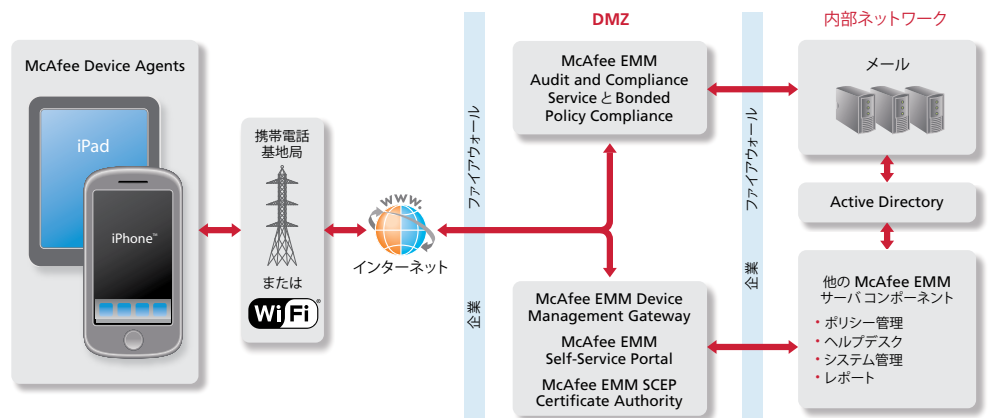 McAfee Device Agents
iPad
iPhone™
携帯電話
基地局
または
Wi Fi®
WWW.
インターネット
企業 ファイアウォール
DMZ
McAfee EMM
Audit and Compliance
Service と Bonded
Policy Compliance
McAfee EMM Device
Management Gateway
McAfee EMM
Self-Service Portal
McAfee EMM SCEP
Certificate Authority
企業 ファイアウォール
内部ネットワーク
メール
Active Directory
他の McAfee EMM
サーバ コンポーネント
・ポリシー管理
・ヘルプデスク
・システム管理
・レポート